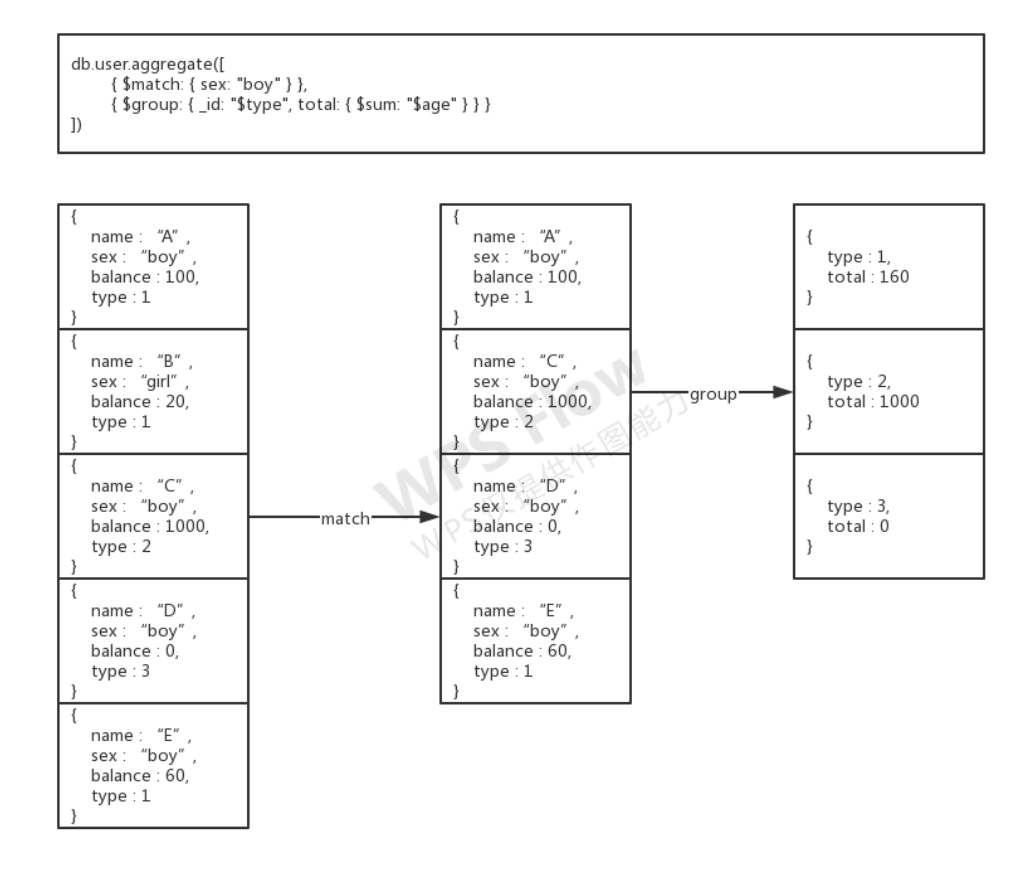 db.user.aggregate([
{ $match: { sex: "boy" } },
{ $group: { _id: "$type", total: { $sum: "$age" } } }
])
{
name : “A” ,
sex : “boy” ,
balance : 100,
type : 1
}
{
name : “B” ,
sex : “girl” ,
balance : 20,
type : 1
}
{
name : “C” ,
sex : “boy” ,
balance : 1000,
type : 2
}
{
name : “D” ,
sex : “boy” ,
balance : 0,
type : 3
}
{
name : “E” ,
sex : “boy” ,
balance : 60,
type : 1
}
match
{
name : “A” ,
sex : “boy” ,
balance : 100,
type : 1
}
{
name : “C” ,
sex : “boy” ,
balance : 1000,
type : 2
}
{
name : “D” ,
sex : “boy” ,
balance : 0,
type : 3
}
{
name : “E” ,
sex : “boy” ,
balance : 60,
type : 1
}
group
{
type : 1,
total : 160
}
{
type : 2,
total : 1000
}
{
type : 3,
total : 0
}
WPS Flow
WPS仅提供作图能力